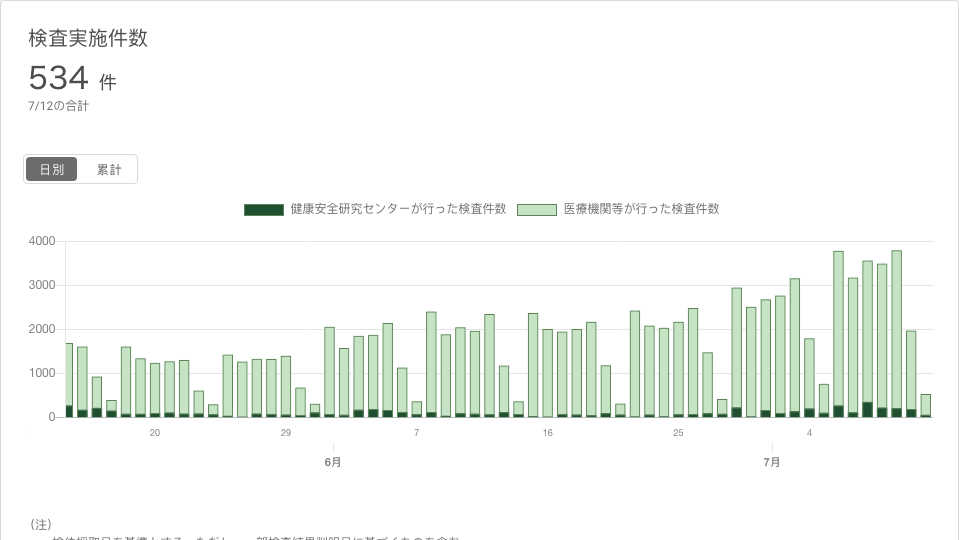 検査実施件数
534 件
7/12の合計
日別 累計
健康安全研究センターが行った検査件数 医療機関等が行った検査件数
4000
3000
2000
1000
0
20 29 7 16 25 4
6月 7月
(注)